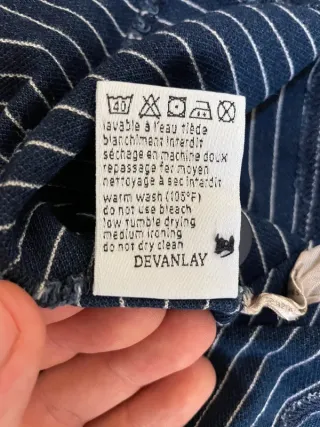 40
lavable à l'eau tiède
blanchiment interdit
séchage en machine doux
repassage fer moyen
nettoyage à sec interdit
warm wash (105°F)
do not use bleach
low tumble drying
medium ironing
do not dry clean
DEVANLAY